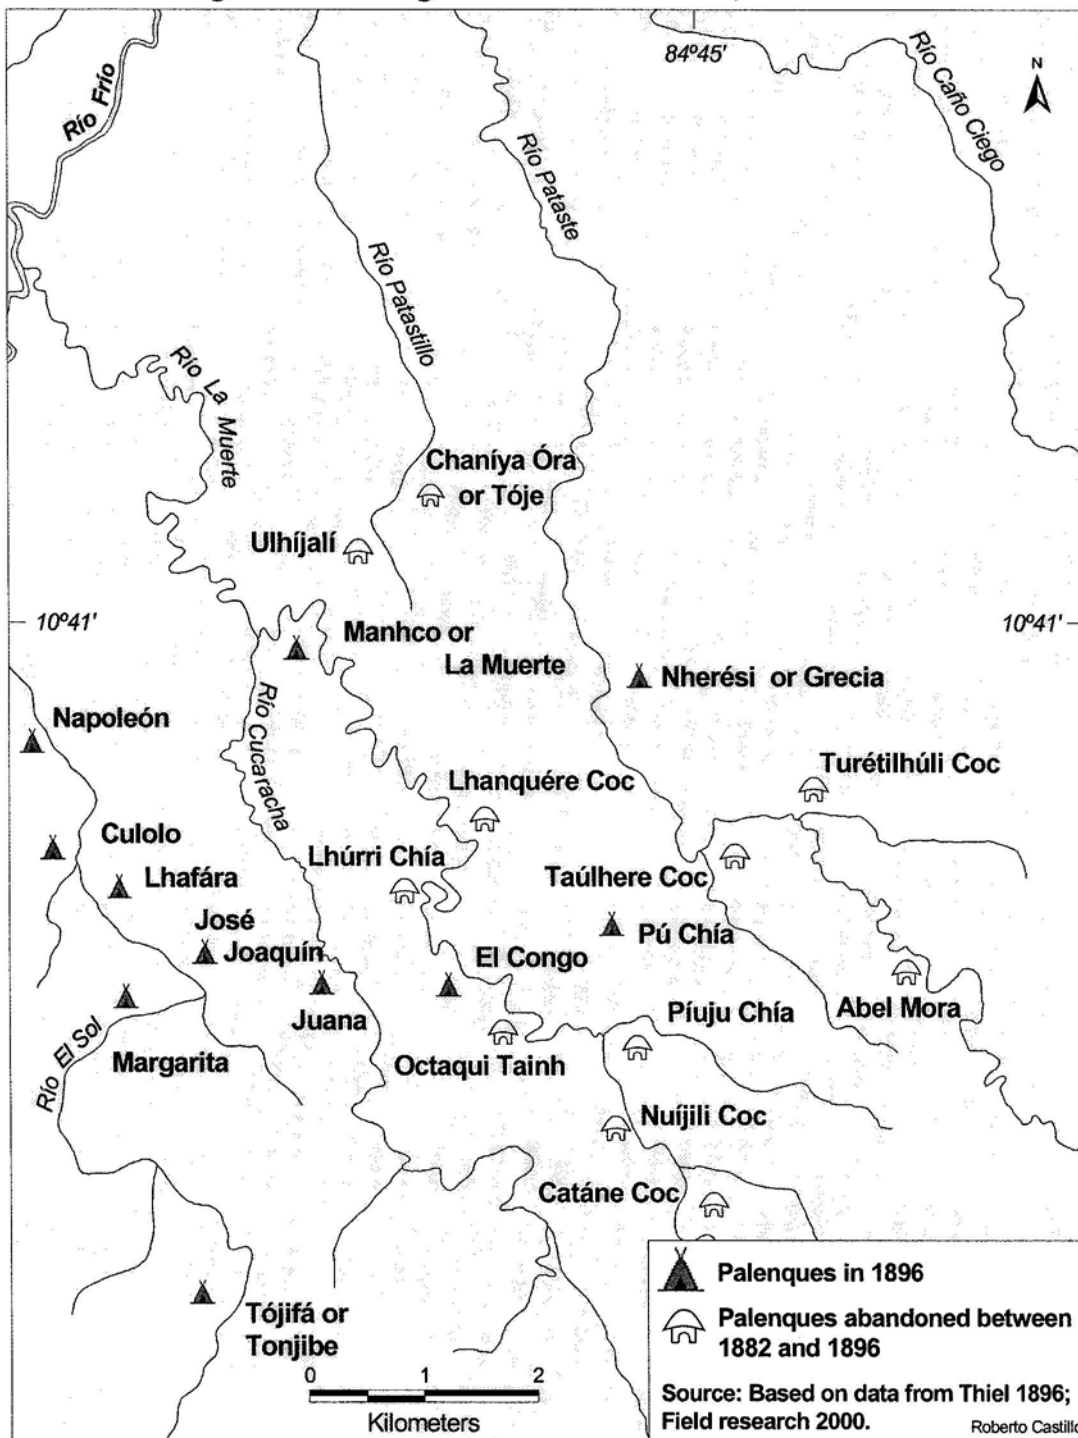 84º45'
N
Río Frío
Río Caño Ciego
Río Pataste
Río Patastillo
Río La Muerte
Chaníya Óra
or Tóje
Ulhíjalí
10º41'
10º41'
Manhco or
La Muerte
Nherési or Grecia
Napoleón
Río Cucaracha
Turétilhúli Coc
Lhanquére Coc
Culolo
Lhúrri Chía
Taúlhere Coc
Lhafára
José
Joaquín
Pú Chía
El Congo
Abel Mora
Juana
Píuju Chía
Río El Sol
Margarita
Octaqui Tainh
Nuíjili Coc
Catáne Coc
Tójifá or
Tonjibe
0 1 2
Kilometers
Palenques in 1896
Palenques abandoned between
1882 and 1896
Source: Based on data from Thiel 1896;
Field research 2000.
Roberto Castillo